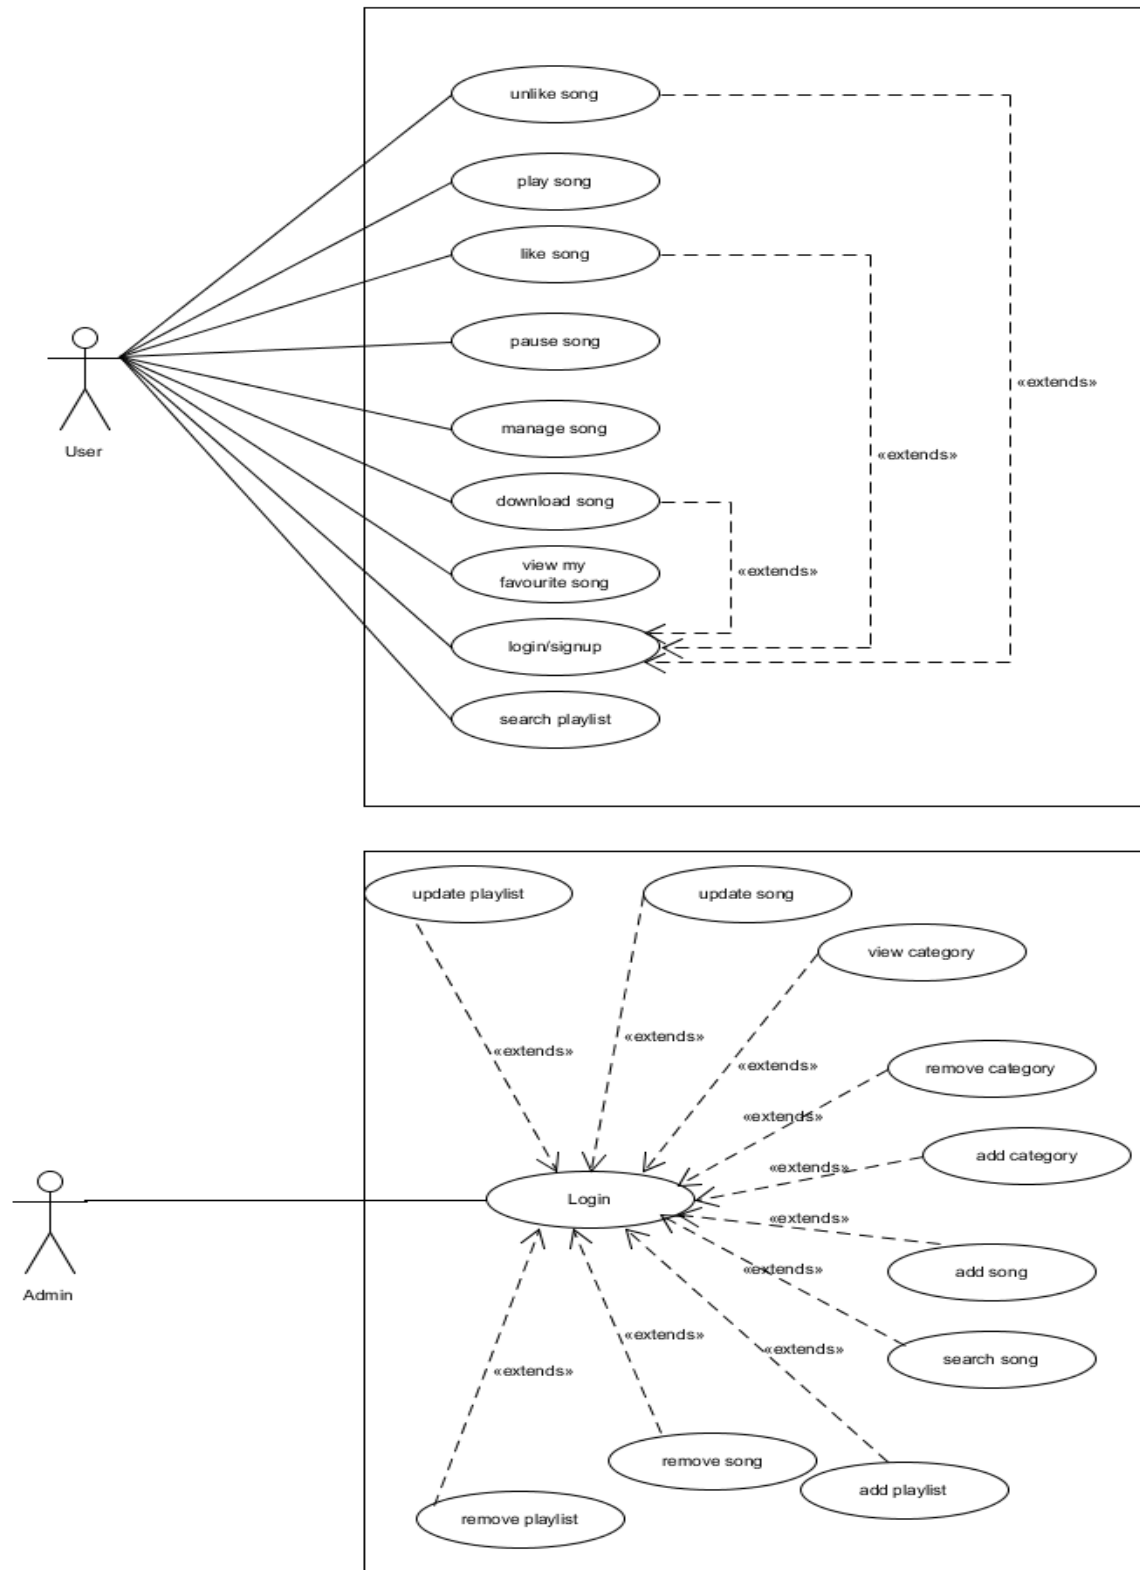 unlike song
play song
like song
pause song
«extends»
manage song
User
«extends»
download song
view my
favourite song
«extends»
login/signup
search playlist
update playlist
update song
view category
«extends»
«extends»
«extends»
remove category
«extends»
add category
«extends»
Login
«extends»
add song
«extends»
Admin
«extends»
«extends»
search song
«extends»
remove song
add playlist
remove playlist